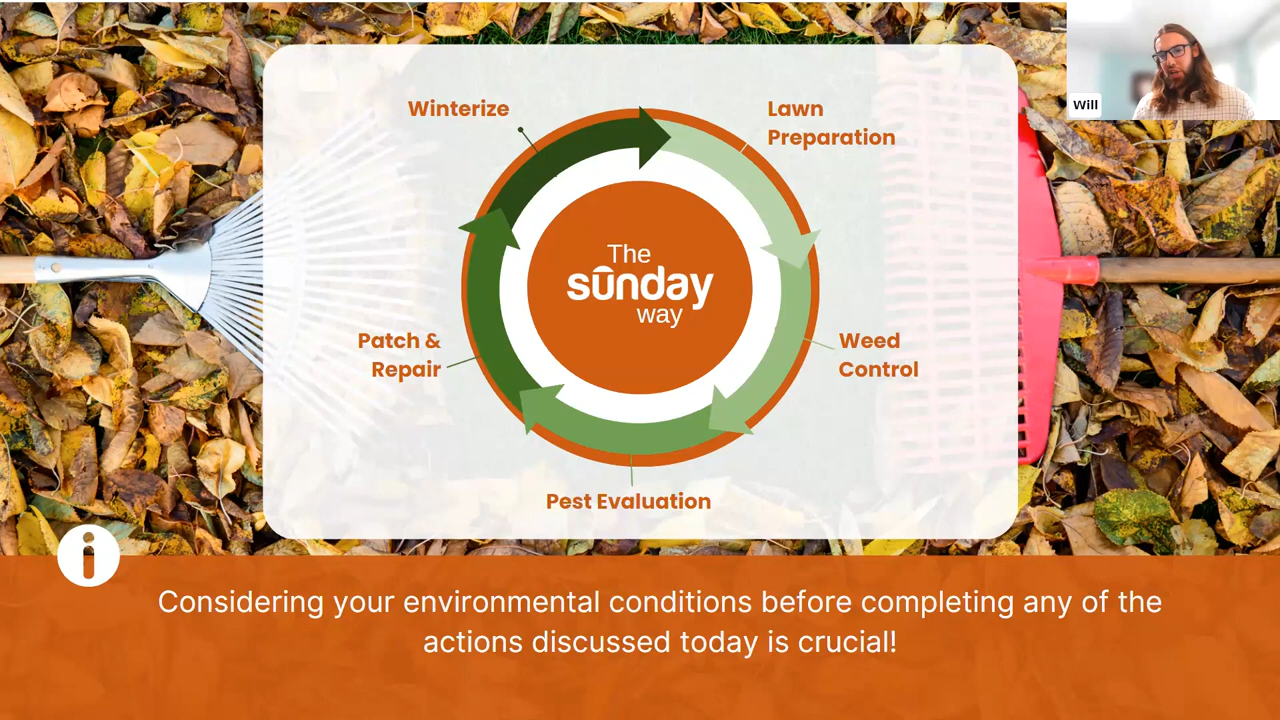 Will
Winterize
Lawn
Preparation
The
sunday
way
Patch &
Repair
Weed
Control
Pest Evaluation
i
Considering your environmental conditions before completing any of the
actions discussed today is crucial!